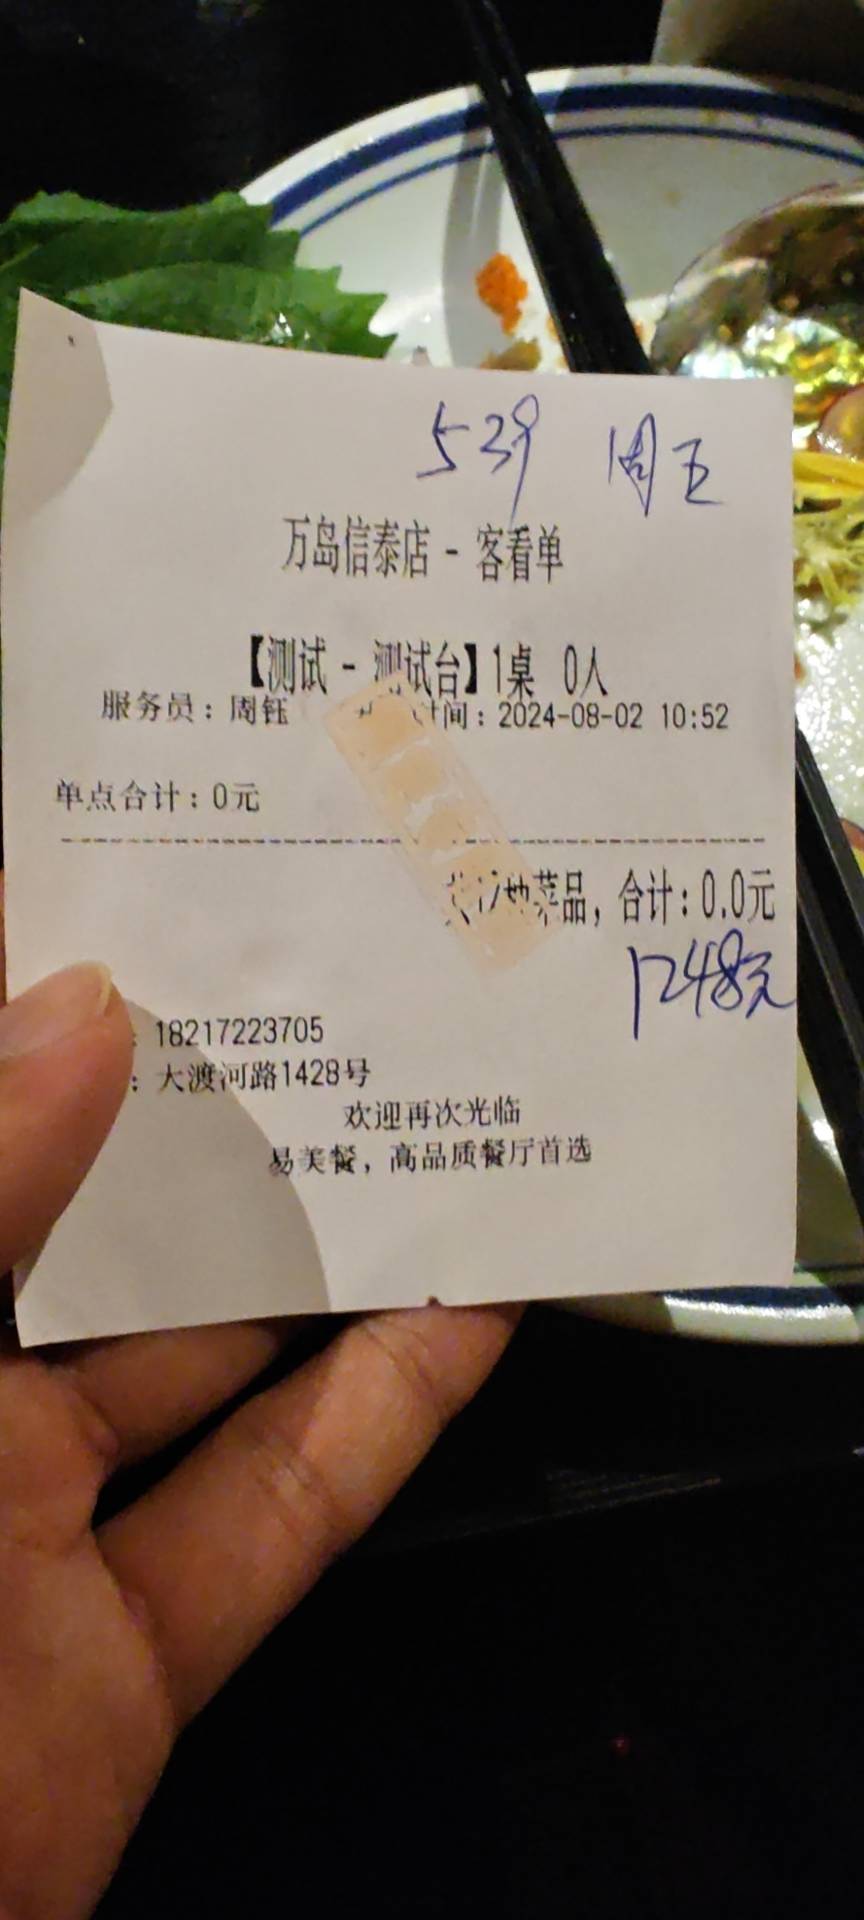 539 周五
万岛信泰店 - 客看单
【测试 - 测试台】1桌 0人
服务员：周钰 时间：2024-08-02 10:52
单点合计：0元
菜品，合计：0.0元
1248元
：18217223705
：大渡河路1428号
欢迎再次光临
易美餐，高品质餐厅首选